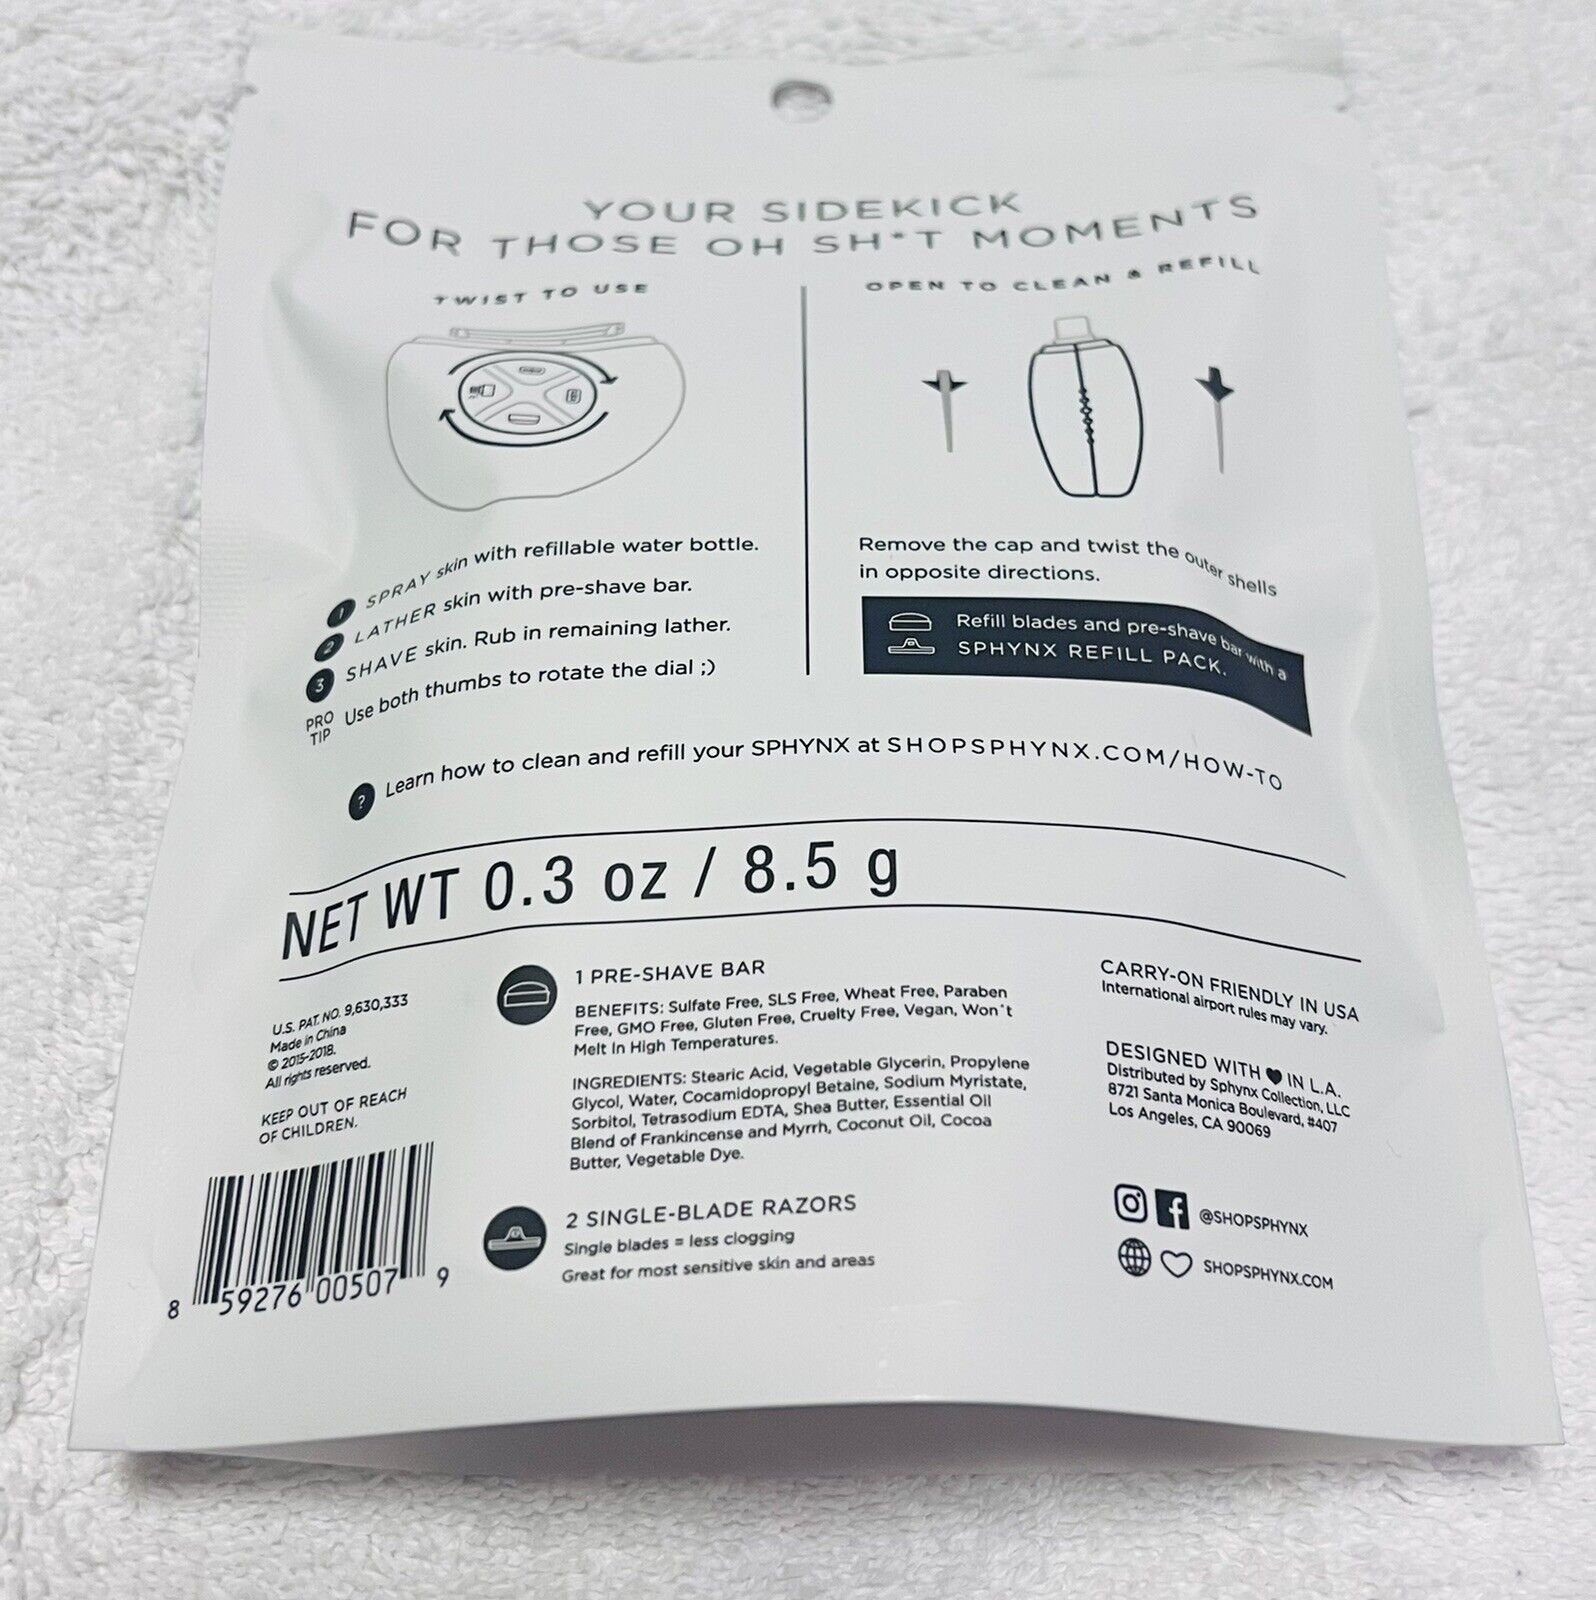 YOUR SIDEKICK
FOR THOSE OH SH*T MOMENTS
TWIST TO USE
1 SPRAY skin with refillable water bottle.
2 LATHER skin with pre-shave bar.
3 SHAVE skin. Rub in remaining lather.
PRO TIP Use both thumbs to rotate the dial ;)
OPEN TO CLEAN & REFILL
Remove the cap and twist the outer shells
in opposite directions.
Refill blades and pre-shave bar with a
SPHYNX REFILL PACK.
? Learn how to clean and refill your SPHYNX at SHOPSPHYNX.COM/HOW-TO
NET WT 0.3 oz / 8.5 g
U.S. PAT. NO. 9,630,333
Made in China
© 2015-2018.
All rights reserved.
KEEP OUT OF REACH
OF CHILDREN.
8 59276 00507 9
1 PRE-SHAVE BAR
BENEFITS: Sulfate Free, SLS Free, Wheat Free, Paraben
Free, GMO Free, Gluten Free, Cruelty Free, Vegan, Won't
Melt In High Temperatures.
INGREDIENTS: Stearic Acid, Vegetable Glycerin, Propylene
Glycol, Water, Cocamidopropyl Betaine, Sodium Myristate,
Sorbitol, Tetrasodium EDTA, Shea Butter, Essential Oil
Blend of Frankincense and Myrrh, Coconut Oil, Cocoa
Butter, Vegetable Dye.
2 SINGLE-BLADE RAZORS
Single blades = less clogging
Great for most sensitive skin and areas
CARRY-ON FRIENDLY IN USA
International airport rules may vary.
DESIGNED WITH ♥ IN L.A.
Distributed by Sphynx Collection, LLC
8721 Santa Monica Boulevard, #407
Los Angeles, CA 90069
@SHOPSPHYNX
SHOPSPHYNX.COM